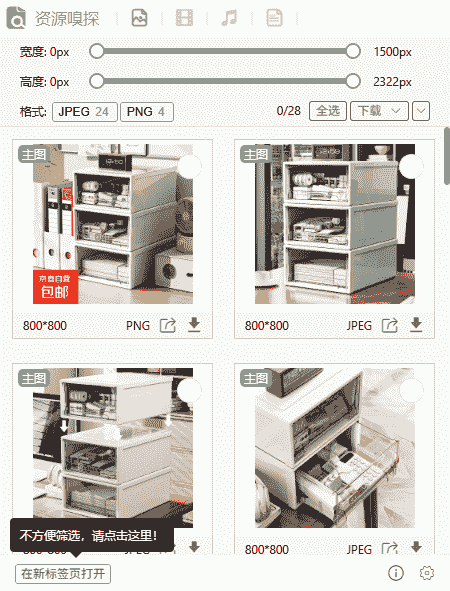 资源嗅探
宽度: 0px 1500px
高度: 0px 2322px
格式: JPEG 24 PNG 4 0/28 全选 下载
主图 主图
京东自营
包邮
800*800 PNG 800*800 JPEG
主图 主图
不方便筛选，请点击这里！
800*800 JPEG
在新标签页打开